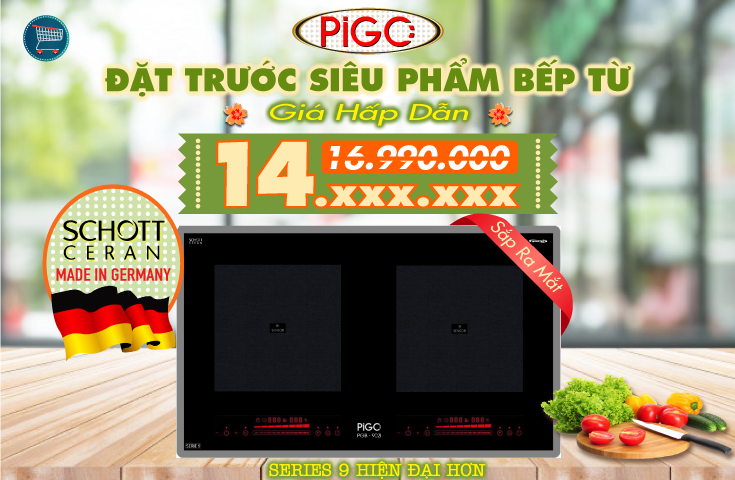 PiGO
ĐẶT TRƯỚC SIÊU PHẨM BẾP TỪ
Giá Hấp Dẫn
16.990.000
14.xxx.xxx
SCHOTT
CERAN
MADE IN GERMANY
Sắp Ra Mắt
PiGO
SERIES 9 HIỆN ĐẠI HƠN